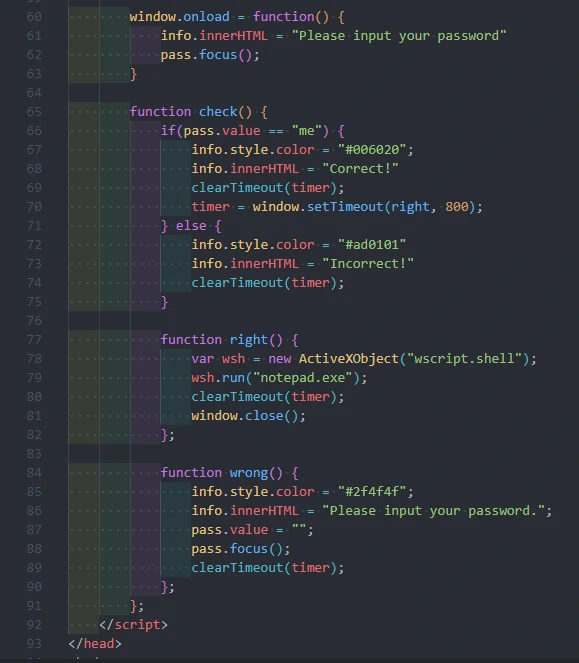 60 window.onload = function() {
61 info.innerHTML = "Please input your password"
62 pass.focus();
63 }
64
65 function check() {
66 if(pass.value == "me") {
67 info.style.color = "#006020";
68 info.innerHTML = "Correct!"
69 clearTimeout(timer);
70 timer = window.setTimeout(right, 800);
71 } else {
72 info.style.color = "#ad0101"
73 info.innerHTML = "Incorrect!"
74 clearTimeout(timer);
75 }
76
77 function right() {
78 var wsh = new ActiveXObject("wscript.shell");
79 wsh.run("notepad.exe");
80 clearTimeout(timer);
81 window.close();
82 };
83
84 function wrong() {
85 info.style.color = "#2f4f4f";
86 info.innerHTML = "Please input your password.";
87 pass.value = "";
88 pass.focus();
89 clearTimeout(timer);
90 };
91 };
92 </script>
93 </head>